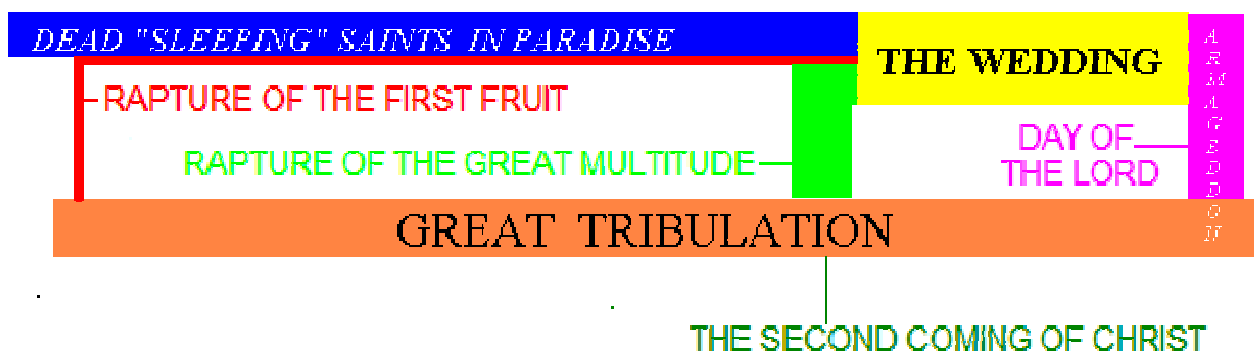 DEAD "SLEEPING" SAINTS IN PARADISE
THE WEDDING
ARMAGEDDON
RAPTURE OF THE FIRST FRUIT
DAY OF
THE LORD
RAPTURE OF THE GREAT MULTITUDE
GREAT TRIBULATION
THE SECOND COMING OF CHRIST